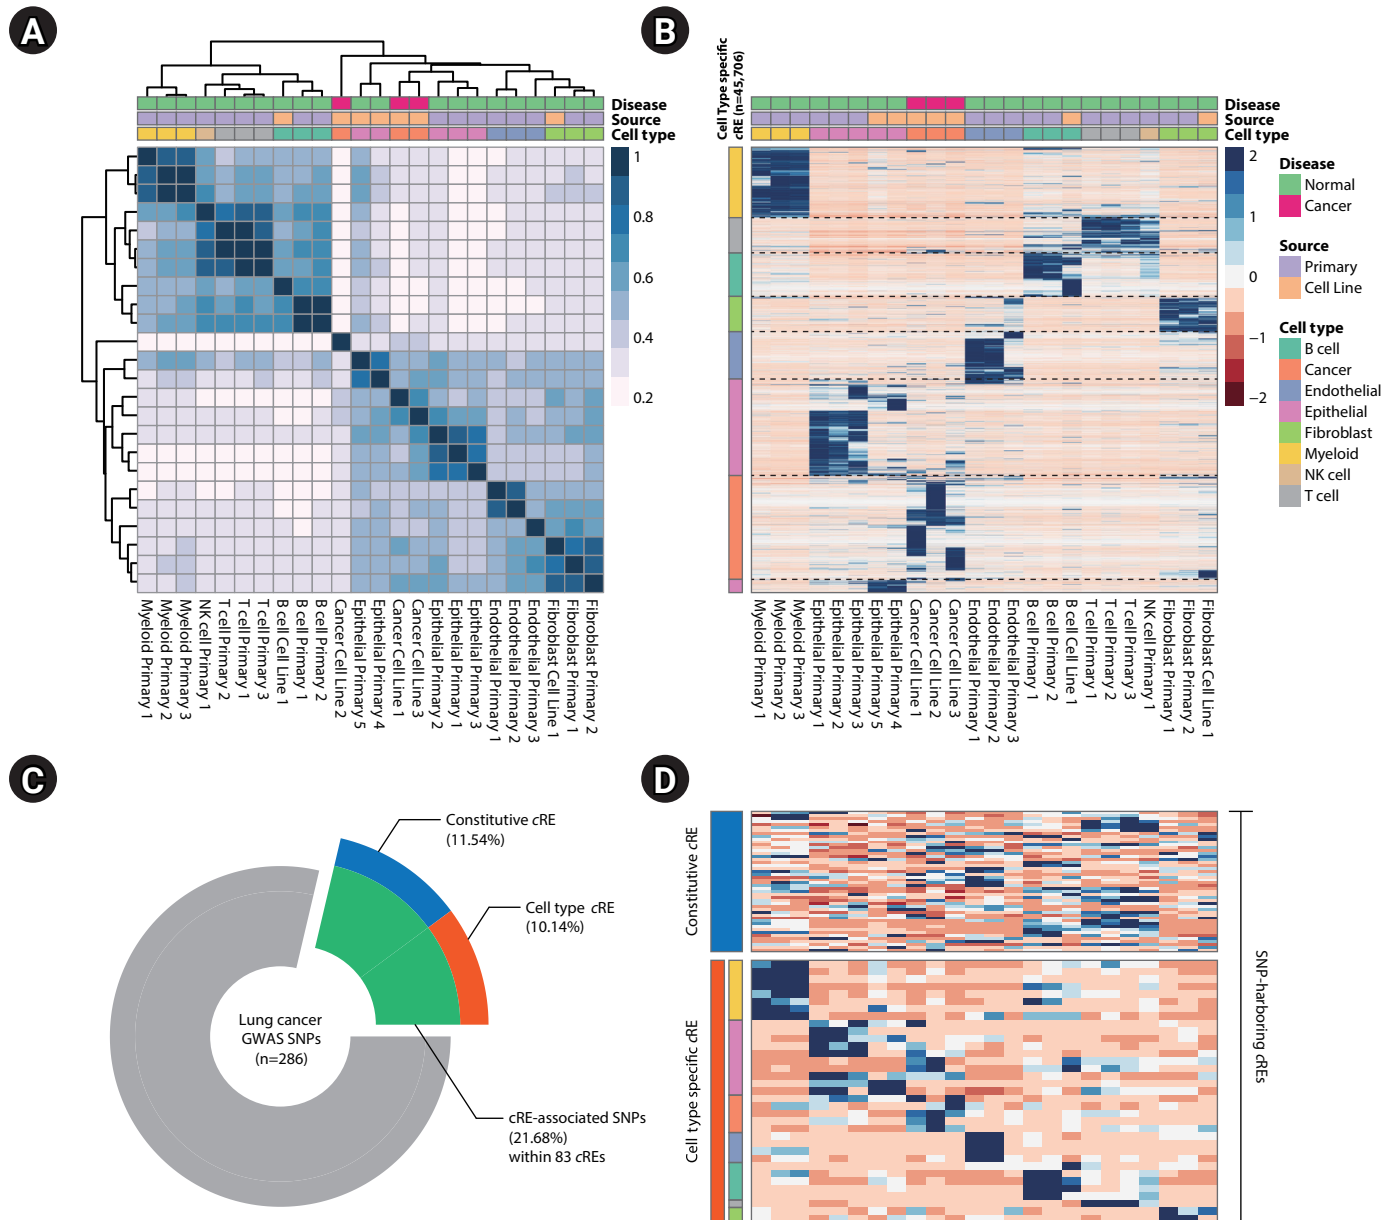 A
Disease
Source
Cell type
1
0.8
0.6
0.4
0.2
Myeloid Primary 1
Myeloid Primary 2
Myeloid Primary 3
NK cell Primary 1
T cell Primary 2
T cell Primary 1
T cell Primary 3
B cell Cell Line 1
B cell Primary 1
B cell Primary 2
Cancer Cell Line 2
Epithelial Primary 5
Epithelial Primary 4
Cancer Cell Line 1
Cancer Cell Line 3
Epithelial Primary 2
Epithelial Primary 1
Epithelial Primary 3
Endothelial Primary 1
Endothelial Primary 2
Endothelial Primary 3
Fibroblast Cell Line 1
Fibroblast Primary 1
Fibroblast Primary 2
B
Cell Type specific
cRE (n=45,706)
Disease
Source
Cell type
2
1
0
−1
−2
Disease
Normal
Cancer
Source
Primary
Cell Line
Cell type
B cell
Cancer
Endothelial
Epithelial
Fibroblast
Myeloid
NK cell
T cell
Myeloid Primary 1
Myeloid Primary 2
Myeloid Primary 3
Epithelial Primary 1
Epithelial Primary 2
Epithelial Primary 3
Epithelial Primary 5
Epithelial Primary 4
Cancer Cell Line 1
Cancer Cell Line 2
Cancer Cell Line 3
Endothelial Primary 1
Endothelial Primary 2
Endothelial Primary 3
B cell Primary 1
B cell Primary 2
B cell Cell Line 1
T cell Primary 1
T cell Primary 2
T cell Primary 3
NK cell Primary 1
Fibroblast Primary 1
Fibroblast Primary 2
Fibroblast Cell Line 1
C
Constitutive cRE
(11.54%)
Cell type cRE
(10.14%)
Lung cancer
GWAS SNPs
(n=286)
cRE-associated SNPs
(21.68%)
within 83 cREs
D
Constitutive cRE
Cell type specific cRE
SNP-harboring cREs